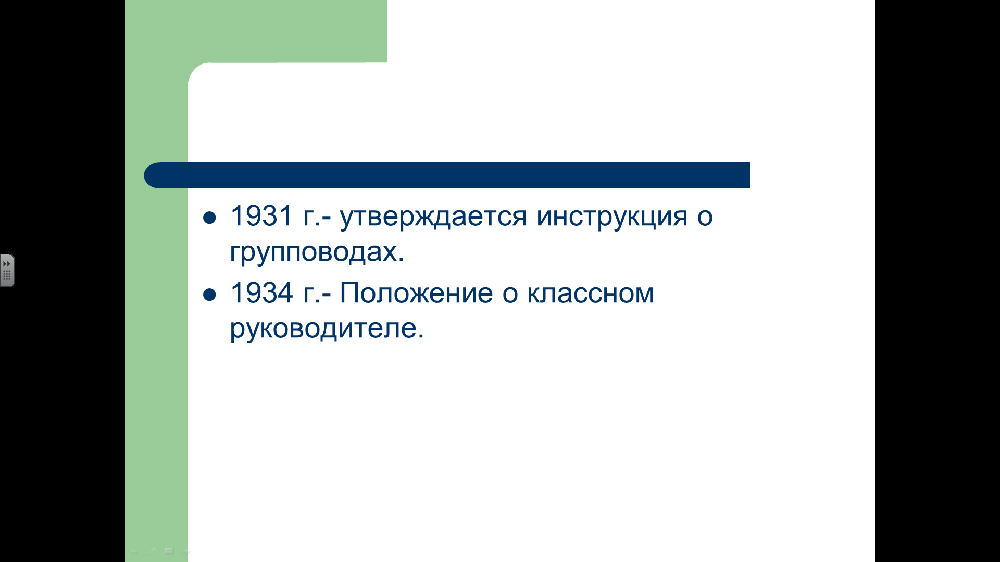 1931 г.- утверждается инструкция о
групповодах.
1934 г.- Положение о классном
руководителе.